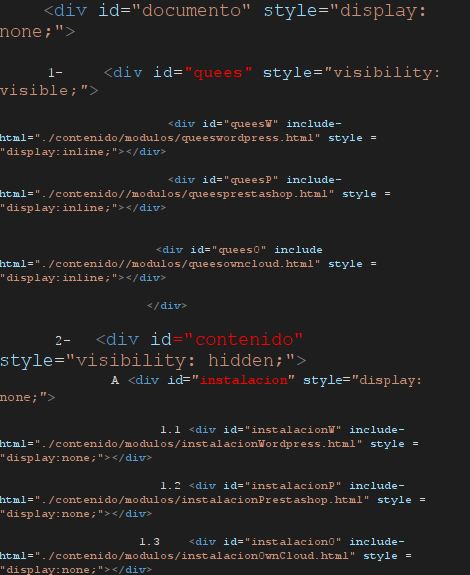 <div id="documento" style="display:
none;">
1- <div id="quees" style="visibility:
visible;">
<div id="queesW" include-
html="./contenido/modulos/queeswordpress.html" style =
"display:inline;"></div>
<div id="queesP" include-
html="./contenido//modulos/queesprestashop.html" style =
"display:inline;"></div>
<div id="queesO" include
html="./contenido//modulos/queesowncloud.html" style =
"display:inline;"></div>
</div>
2- <div id="contenido"
style="visibility: hidden;">
A <div id="instalacion" style="display:
none;">
1.1 <div id="instalacionW" include-
html="./contenido/modulos/instalacionWordpress.html" style =
"display:none;"></div>
1.2 <div id="instalacionP" include-
html="./contenido/modulos/instalacionPrestashop.html" style =
"display:none;"></div>
1.3 <div id="instalacionO" include-
html="./contenido/modulos/instalacionOwnCloud.html" style =
"display:none;"></div>